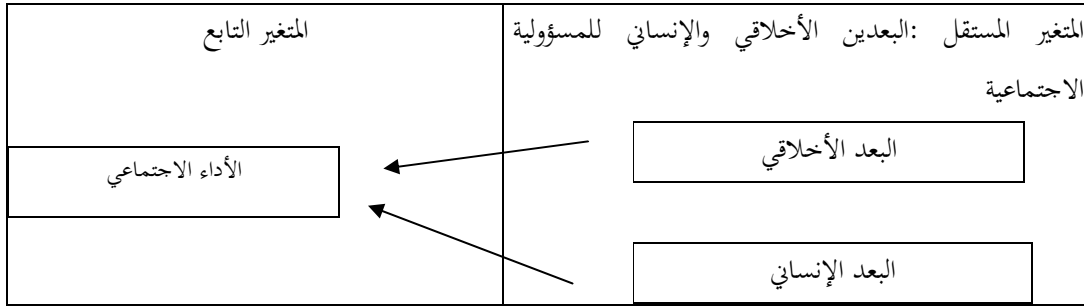 المتغير المستقل :البعدين الأخلاقي والإنساني للمسؤولية
الاجتماعية
البعد الأخلاقي
البعد الإنساني
المتغير التابع
الأداء الاجتماعي